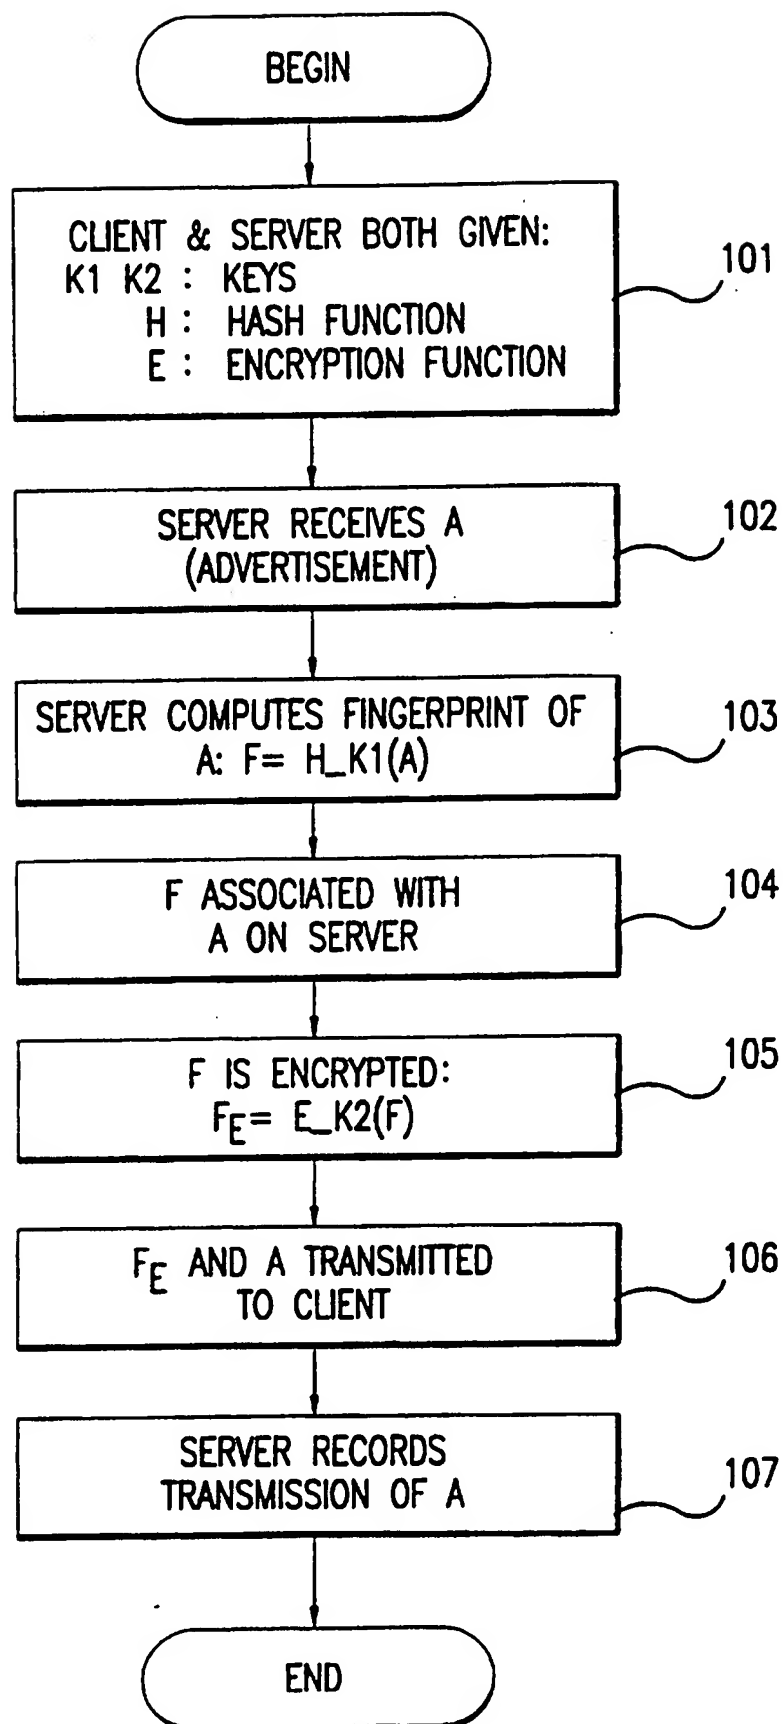 BEGIN
CLIENT & SERVER BOTH GIVEN:
K1 K2 : KEYS
H : HASH FUNCTION
E : ENCRYPTION FUNCTION
101
SERVER RECEIVES A
(ADVERTISEMENT)
102
SERVER COMPUTES FINGERPRINT OF
A: F= H_K1(A)
103
F ASSOCIATED WITH
A ON SERVER
104
F IS ENCRYPTED:
FE= E_K2(F)
105
FE AND A TRANSMITTED
TO CLIENT
106
SERVER RECORDS
TRANSMISSION OF A
107
END